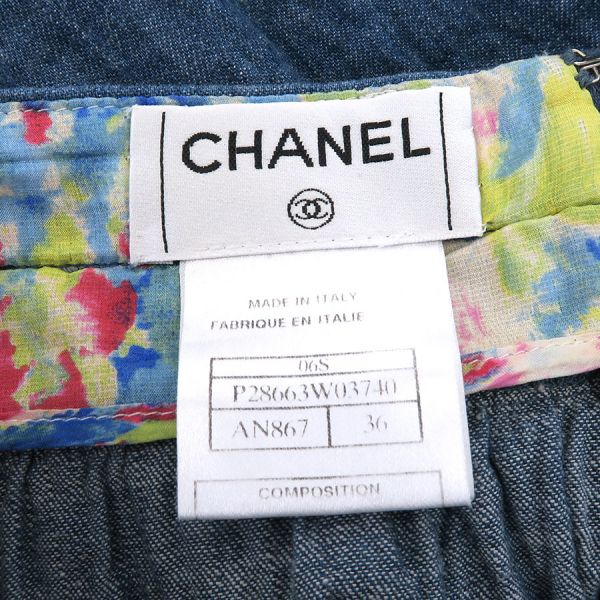 CHANEL
MADE IN ITALY
FABRIQUE EN ITALIE
06S
P28663W03740
AN867 36
COMPOSITION